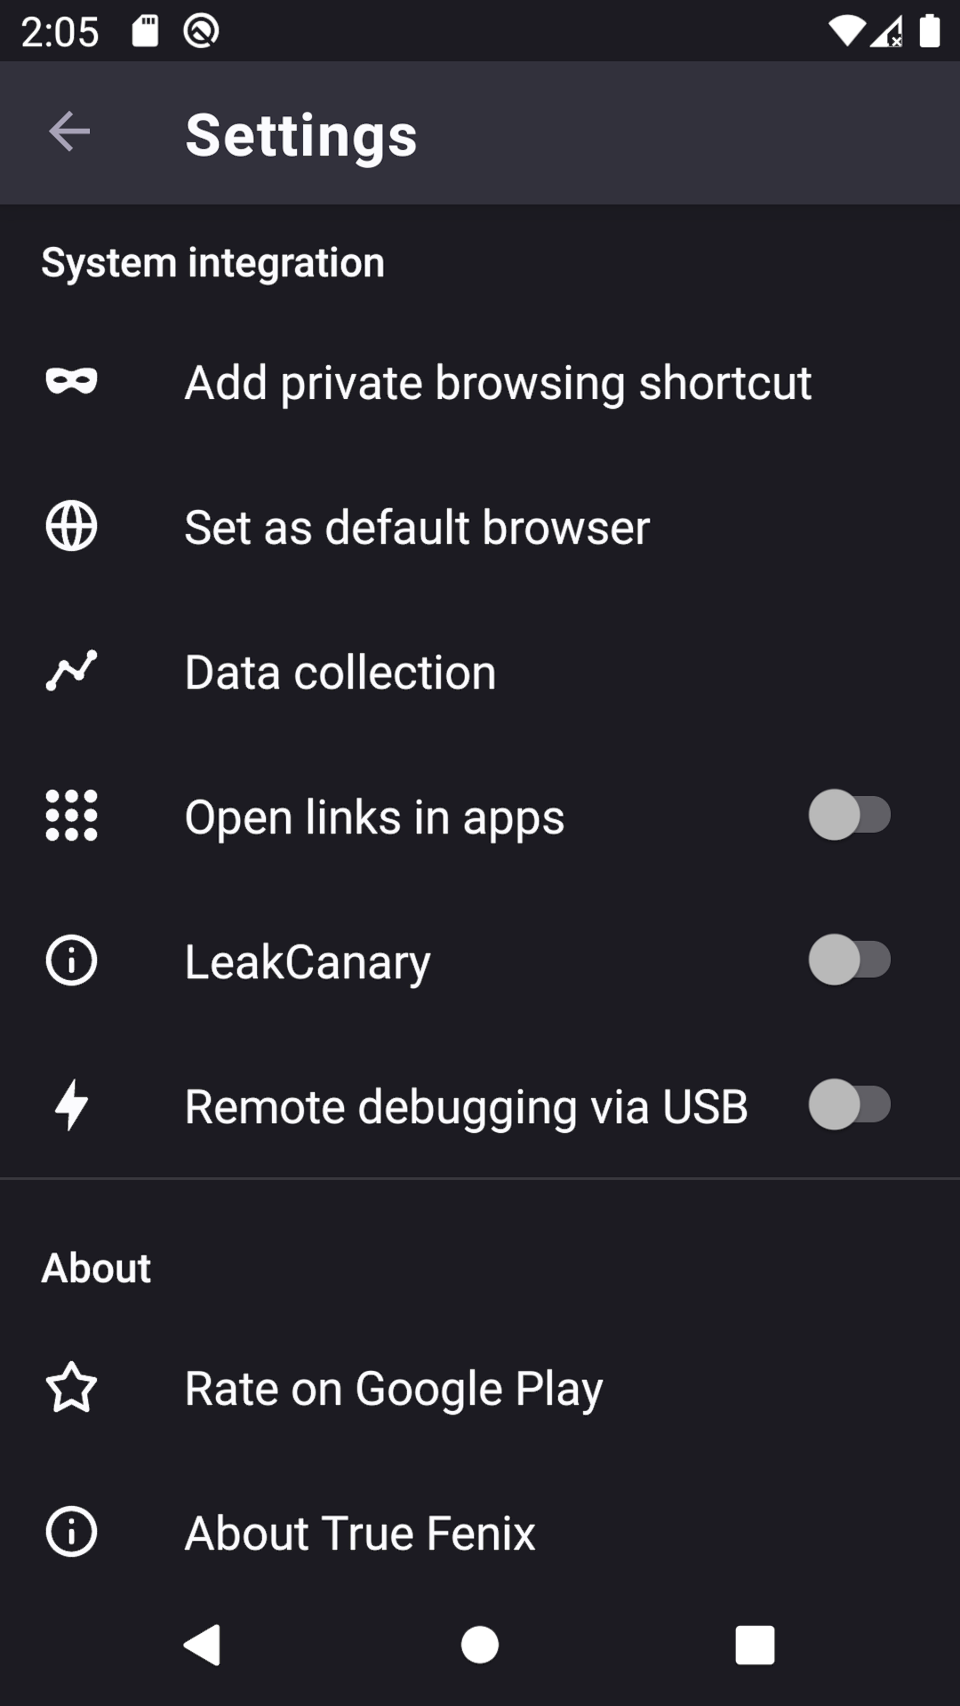 2:05
Settings
System integration
Add private browsing shortcut
Set as default browser
Data collection
Open links in apps
LeakCanary
Remote debugging via USB
About
Rate on Google Play
About True Fenix